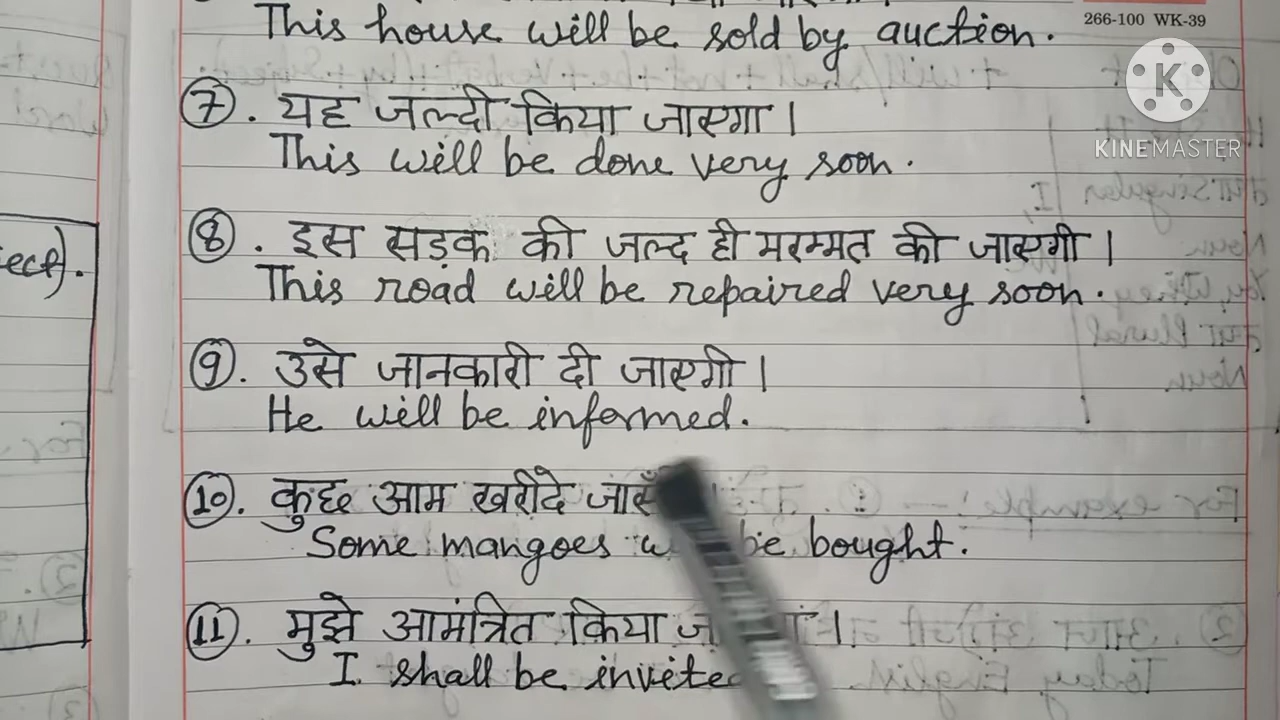 266-100 WK-39
This house will be sold by auction.
KINEMASTER
7. यह जल्दी किया जाएगा।
This will be done very soon.
8. इस सड़क की जल्द ही मरम्मत की जाएगी।
This road will be repaired very soon.
ect).
9. उसे जानकारी दी जाएगी।
He will be informed.
10. कुछ आम खरीदे
Some mangoes be bought.
11. मुझे आमंत्रित किया
I shall be invited